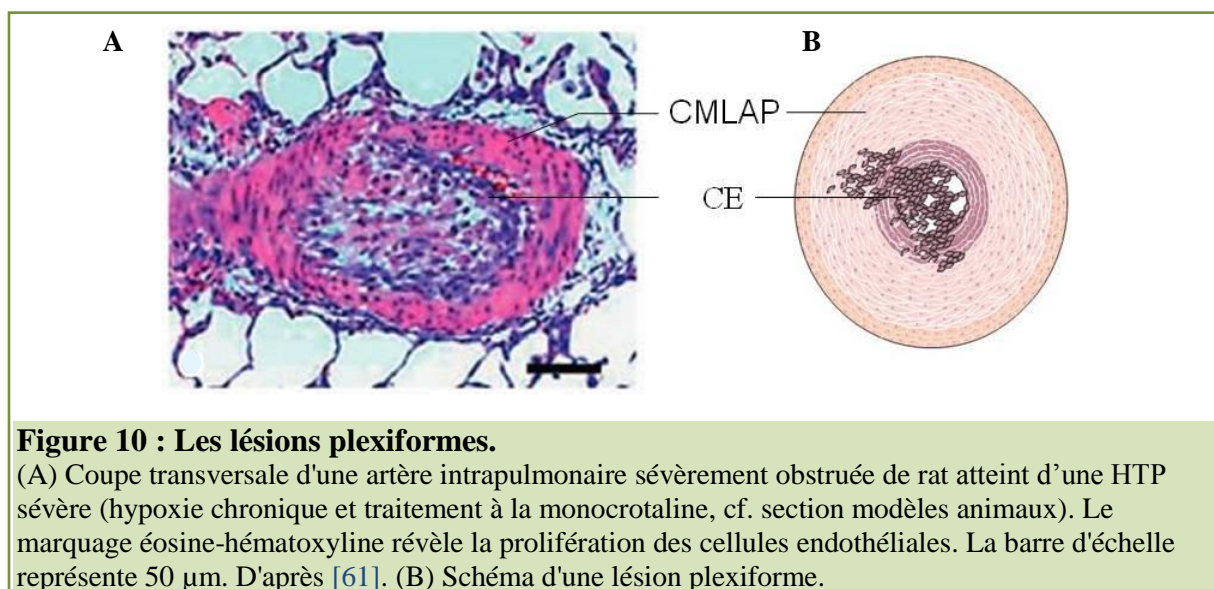 A
B
CMLAP
CE
Figure 10 : Les lésions plexiformes.
(A) Coupe transversale d'une artère intrapulmonaire sévèrement obstruée de rat atteint d’une HTP
sévère (hypoxie chronique et traitement à la monocrotaline, cf. section modèles animaux). Le
marquage éosine-hématoxyline révèle la prolifération des cellules endothéliales. La barre d'échelle
représente 50 µm. D'après [61]. (B) Schéma d'une lésion plexiforme.